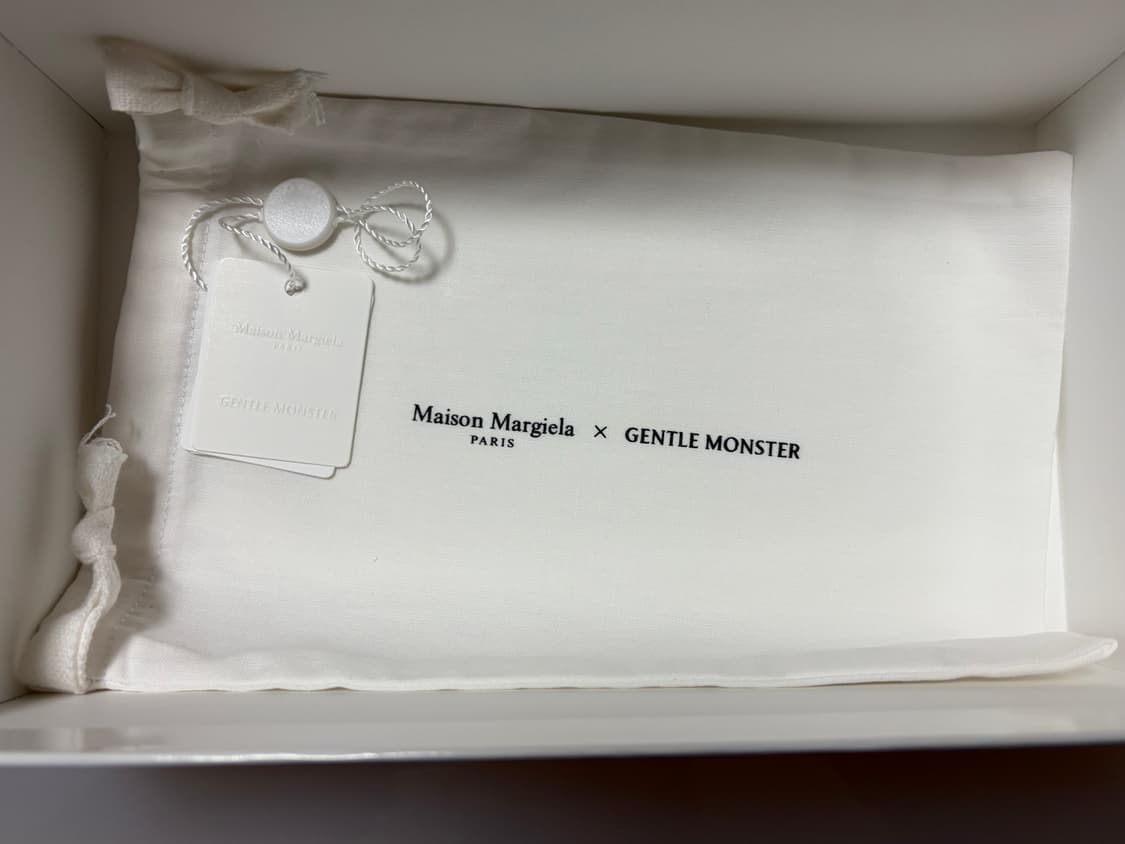 Maison Margiela
PARIS
GENTLE MONSTER
Maison Margiela × GENTLE MONSTER
PARIS